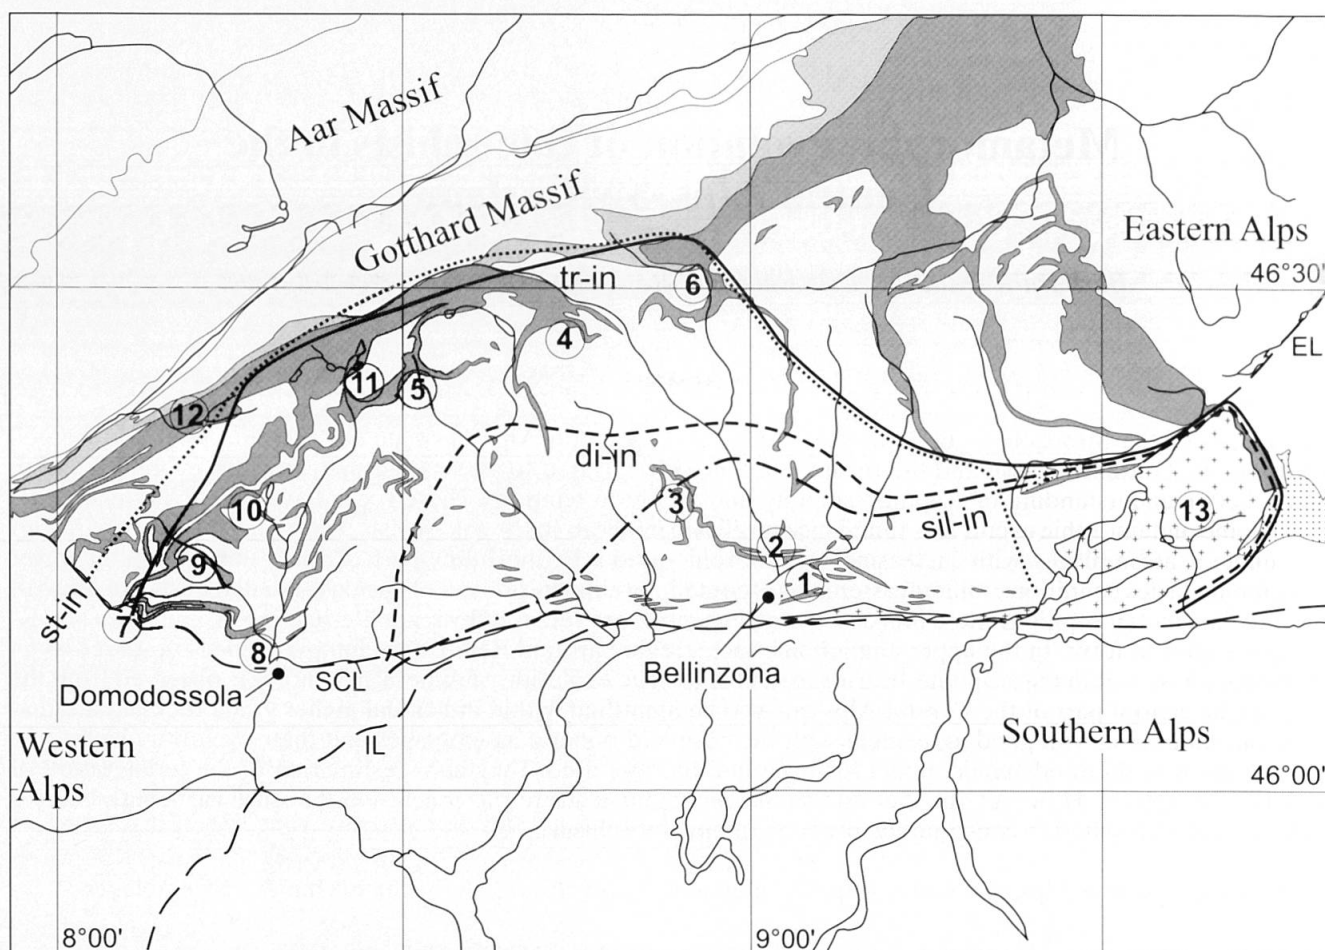 Aar Massif
Gotthard Massif
Eastern Alps
46°30'
tr-in
6
4
EL
11
5
12
di-in
3
sil-in
13
10
2
9
1
st-in
7
8
Domodossola
SCL
Bellinzona
Western
Alps
IL
Southern Alps
46°00'
8°00'
9°00'